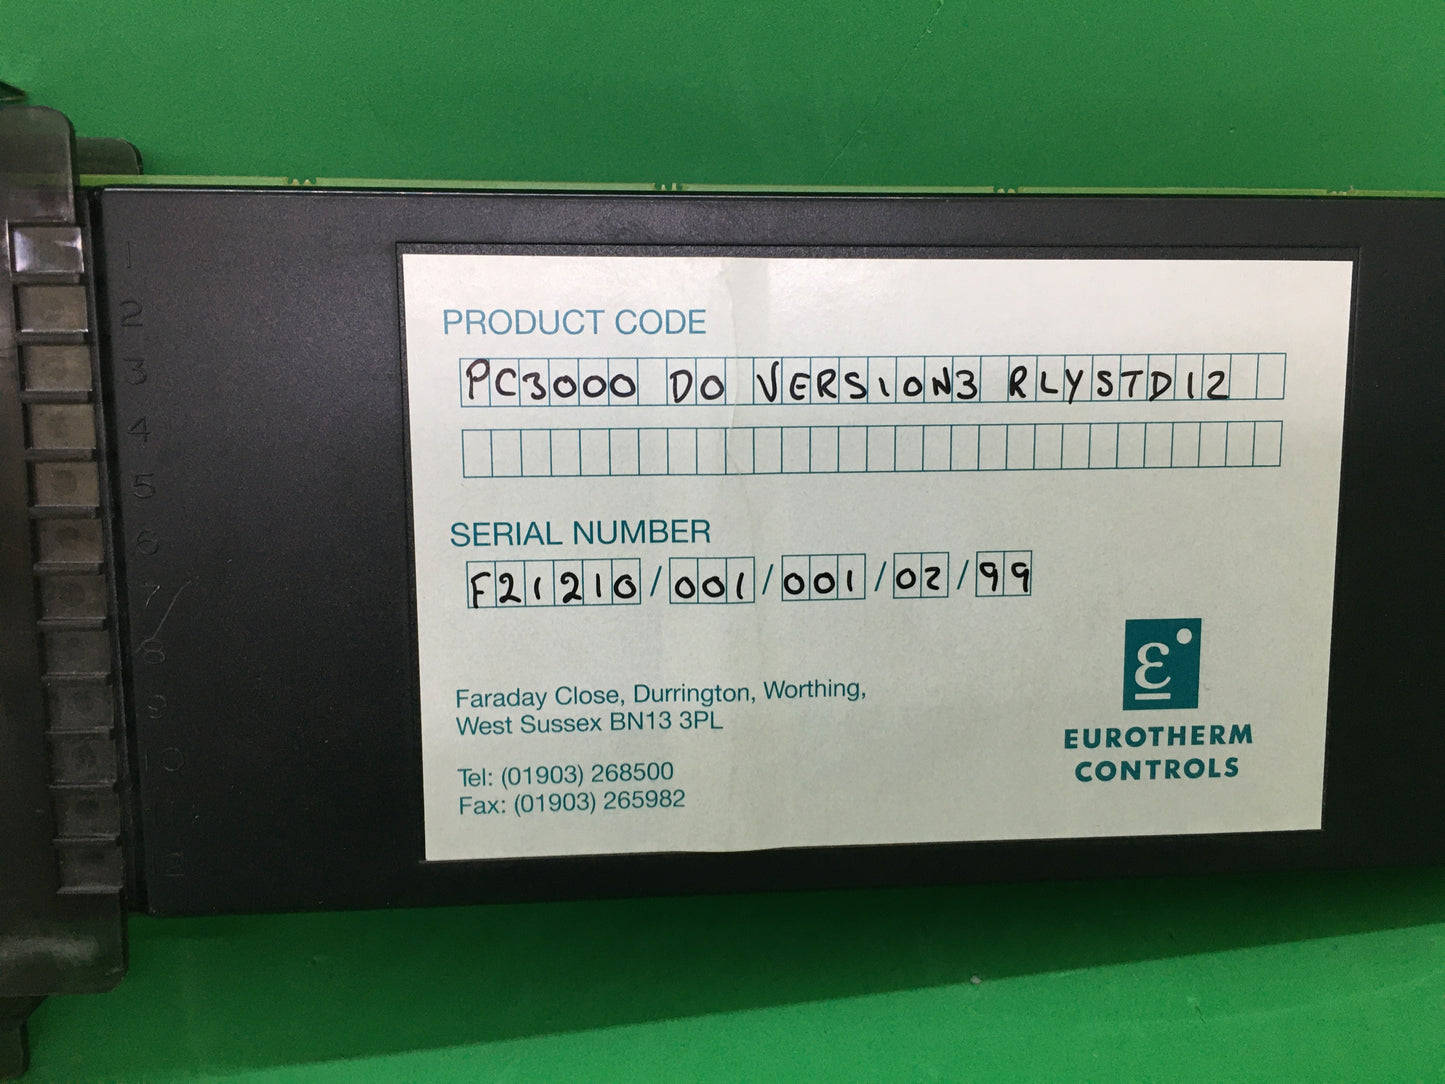 PRODUCT CODE
PC3000 DO VERSION3 RLYSTD12
SERIAL NUMBER
F21210/001/001/02/99
Faraday Close, Durrington, Worthing,
West Sussex BN13 3PL
Tel: (01903) 268500
Fax: (01903) 265982
ε
EUROTHERM
CONTROLS
1
2
3
4
5
6
7
8
9
10
11
12